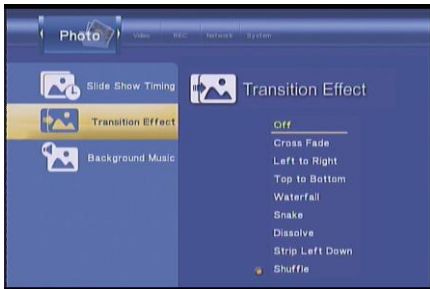 Photo Video REC Network System
Slide Show Timing
Transition Effect
Background Music
Transition Effect
Off
Cross Fade
Left to Right
Top to Bottom
Waterfall
Snake
Dissolve
Strip Left Down
Shuffle